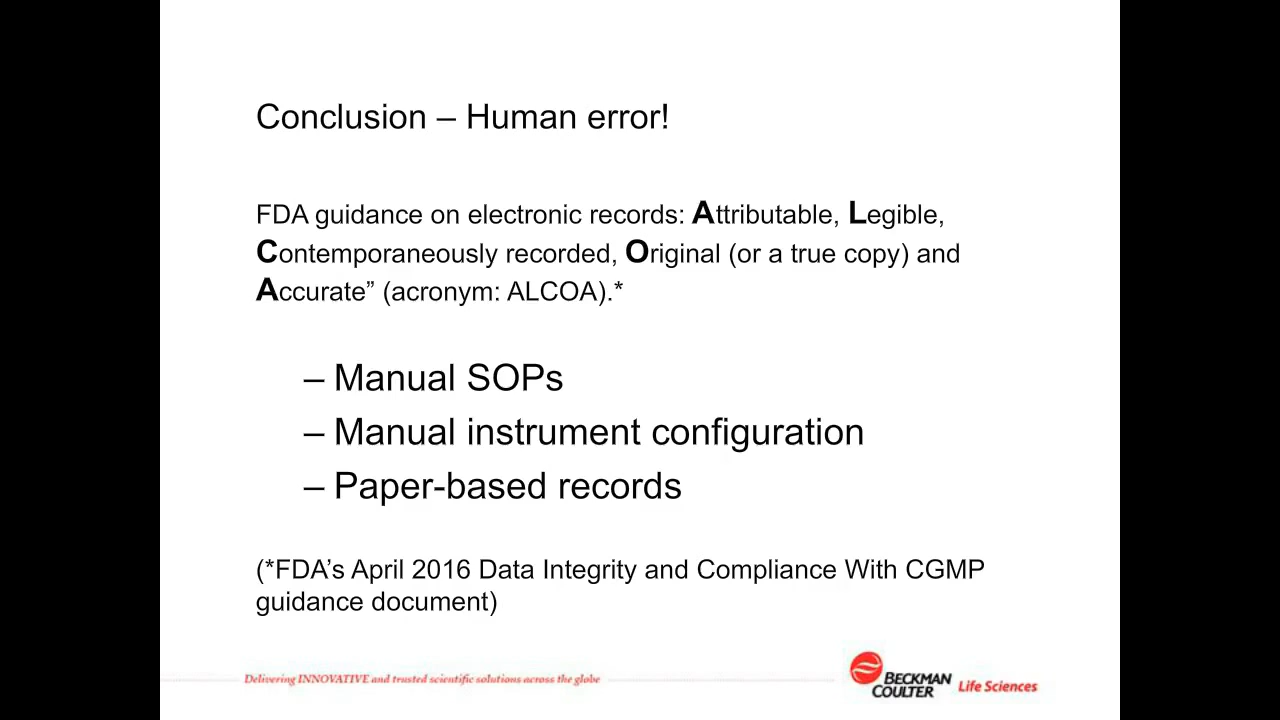 Conclusion – Human error!
FDA guidance on electronic records: Attributable, Legible,
Contemporaneously recorded, Original (or a true copy) and
Accurate” (acronym: ALCOA).*
– Manual SOPs
– Manual instrument configuration
– Paper-based records
(*FDA’s April 2016 Data Integrity and Compliance With CGMP
guidance document)
Delivering INNOVATIVE and trusted scientific solutions across the globe
BECKMAN
COULTER Life Sciences